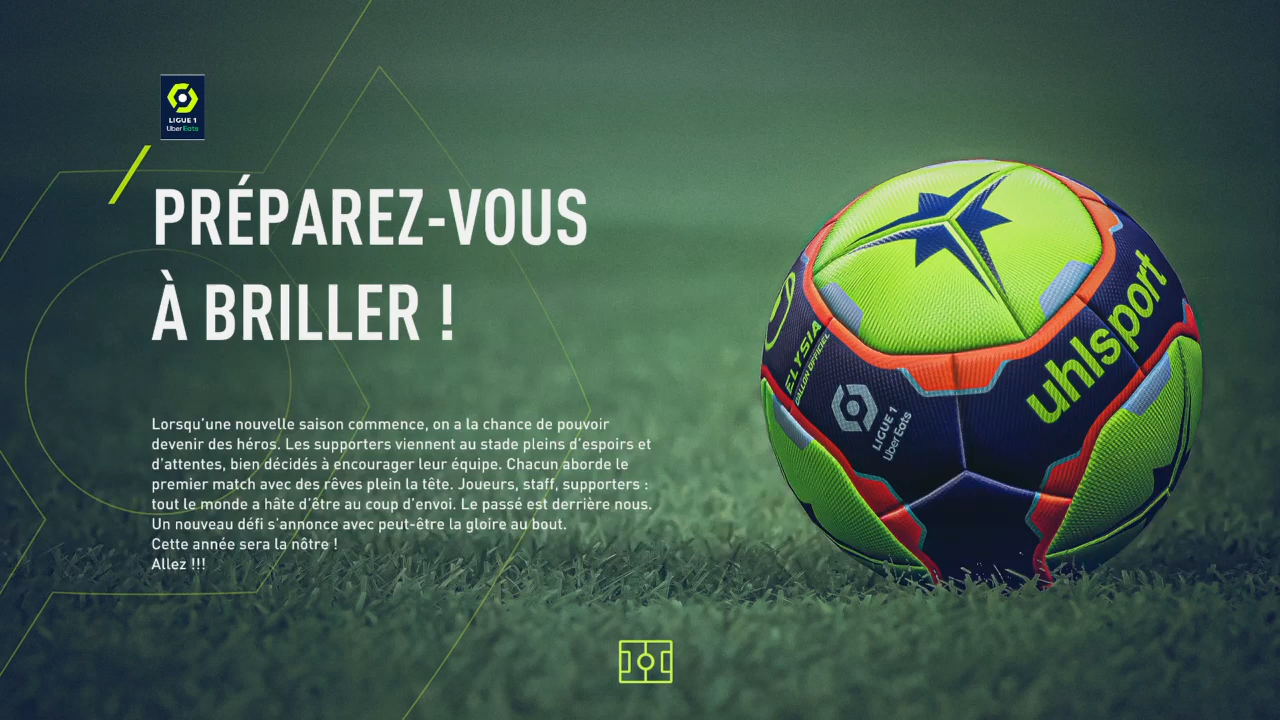 LIGUE 1
Uber Eats
PRÉPAREZ-VOUS
À BRILLER !
Lorsqu'une nouvelle saison commence, on a la chance de pouvoir
devenir des héros. Les supporters viennent au stade pleins d'espoirs et
d'attentes, bien décidés à encourager leur équipe. Chacun aborde le
premier match avec des rêves plein la tête. Joueurs, staff, supporters :
tout le monde a hâte d'être au coup d'envoi. Le passé est derrière nous.
Un nouveau défi s'annonce avec peut-être la gloire au bout.
Cette année sera la nôtre !
Allez !!!
ELYSIA
BALLON OFFICIEL
LIGUE 1
Uber Eats
uhlsport